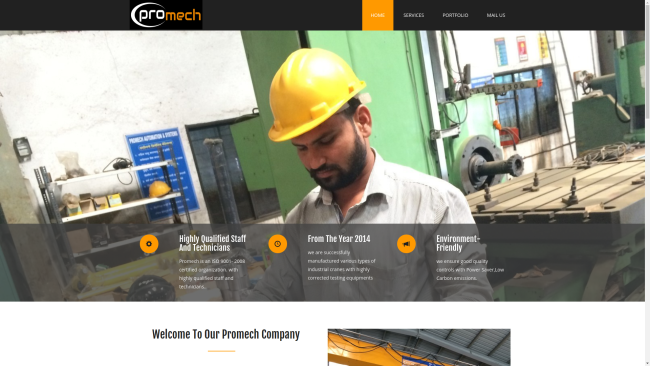 promech
HOME SERVICES PORTFOLIO MAIL US
PROMECH AUTOMATION & SYSTEMS
Highly Qualified Staff
And Technicians
Promech is an ISO 9001- 2008
certified organisation, with
highly qualified staff and
technicians.
From The Year 2014
we are successfully
manufactured various types of
industrial cranes with highly
corrected testing equipments
Environment-
Friendly
we ensure good quality
controls with Power Saver,Low
Carbon emissions.
Welcome To Our Promech Company